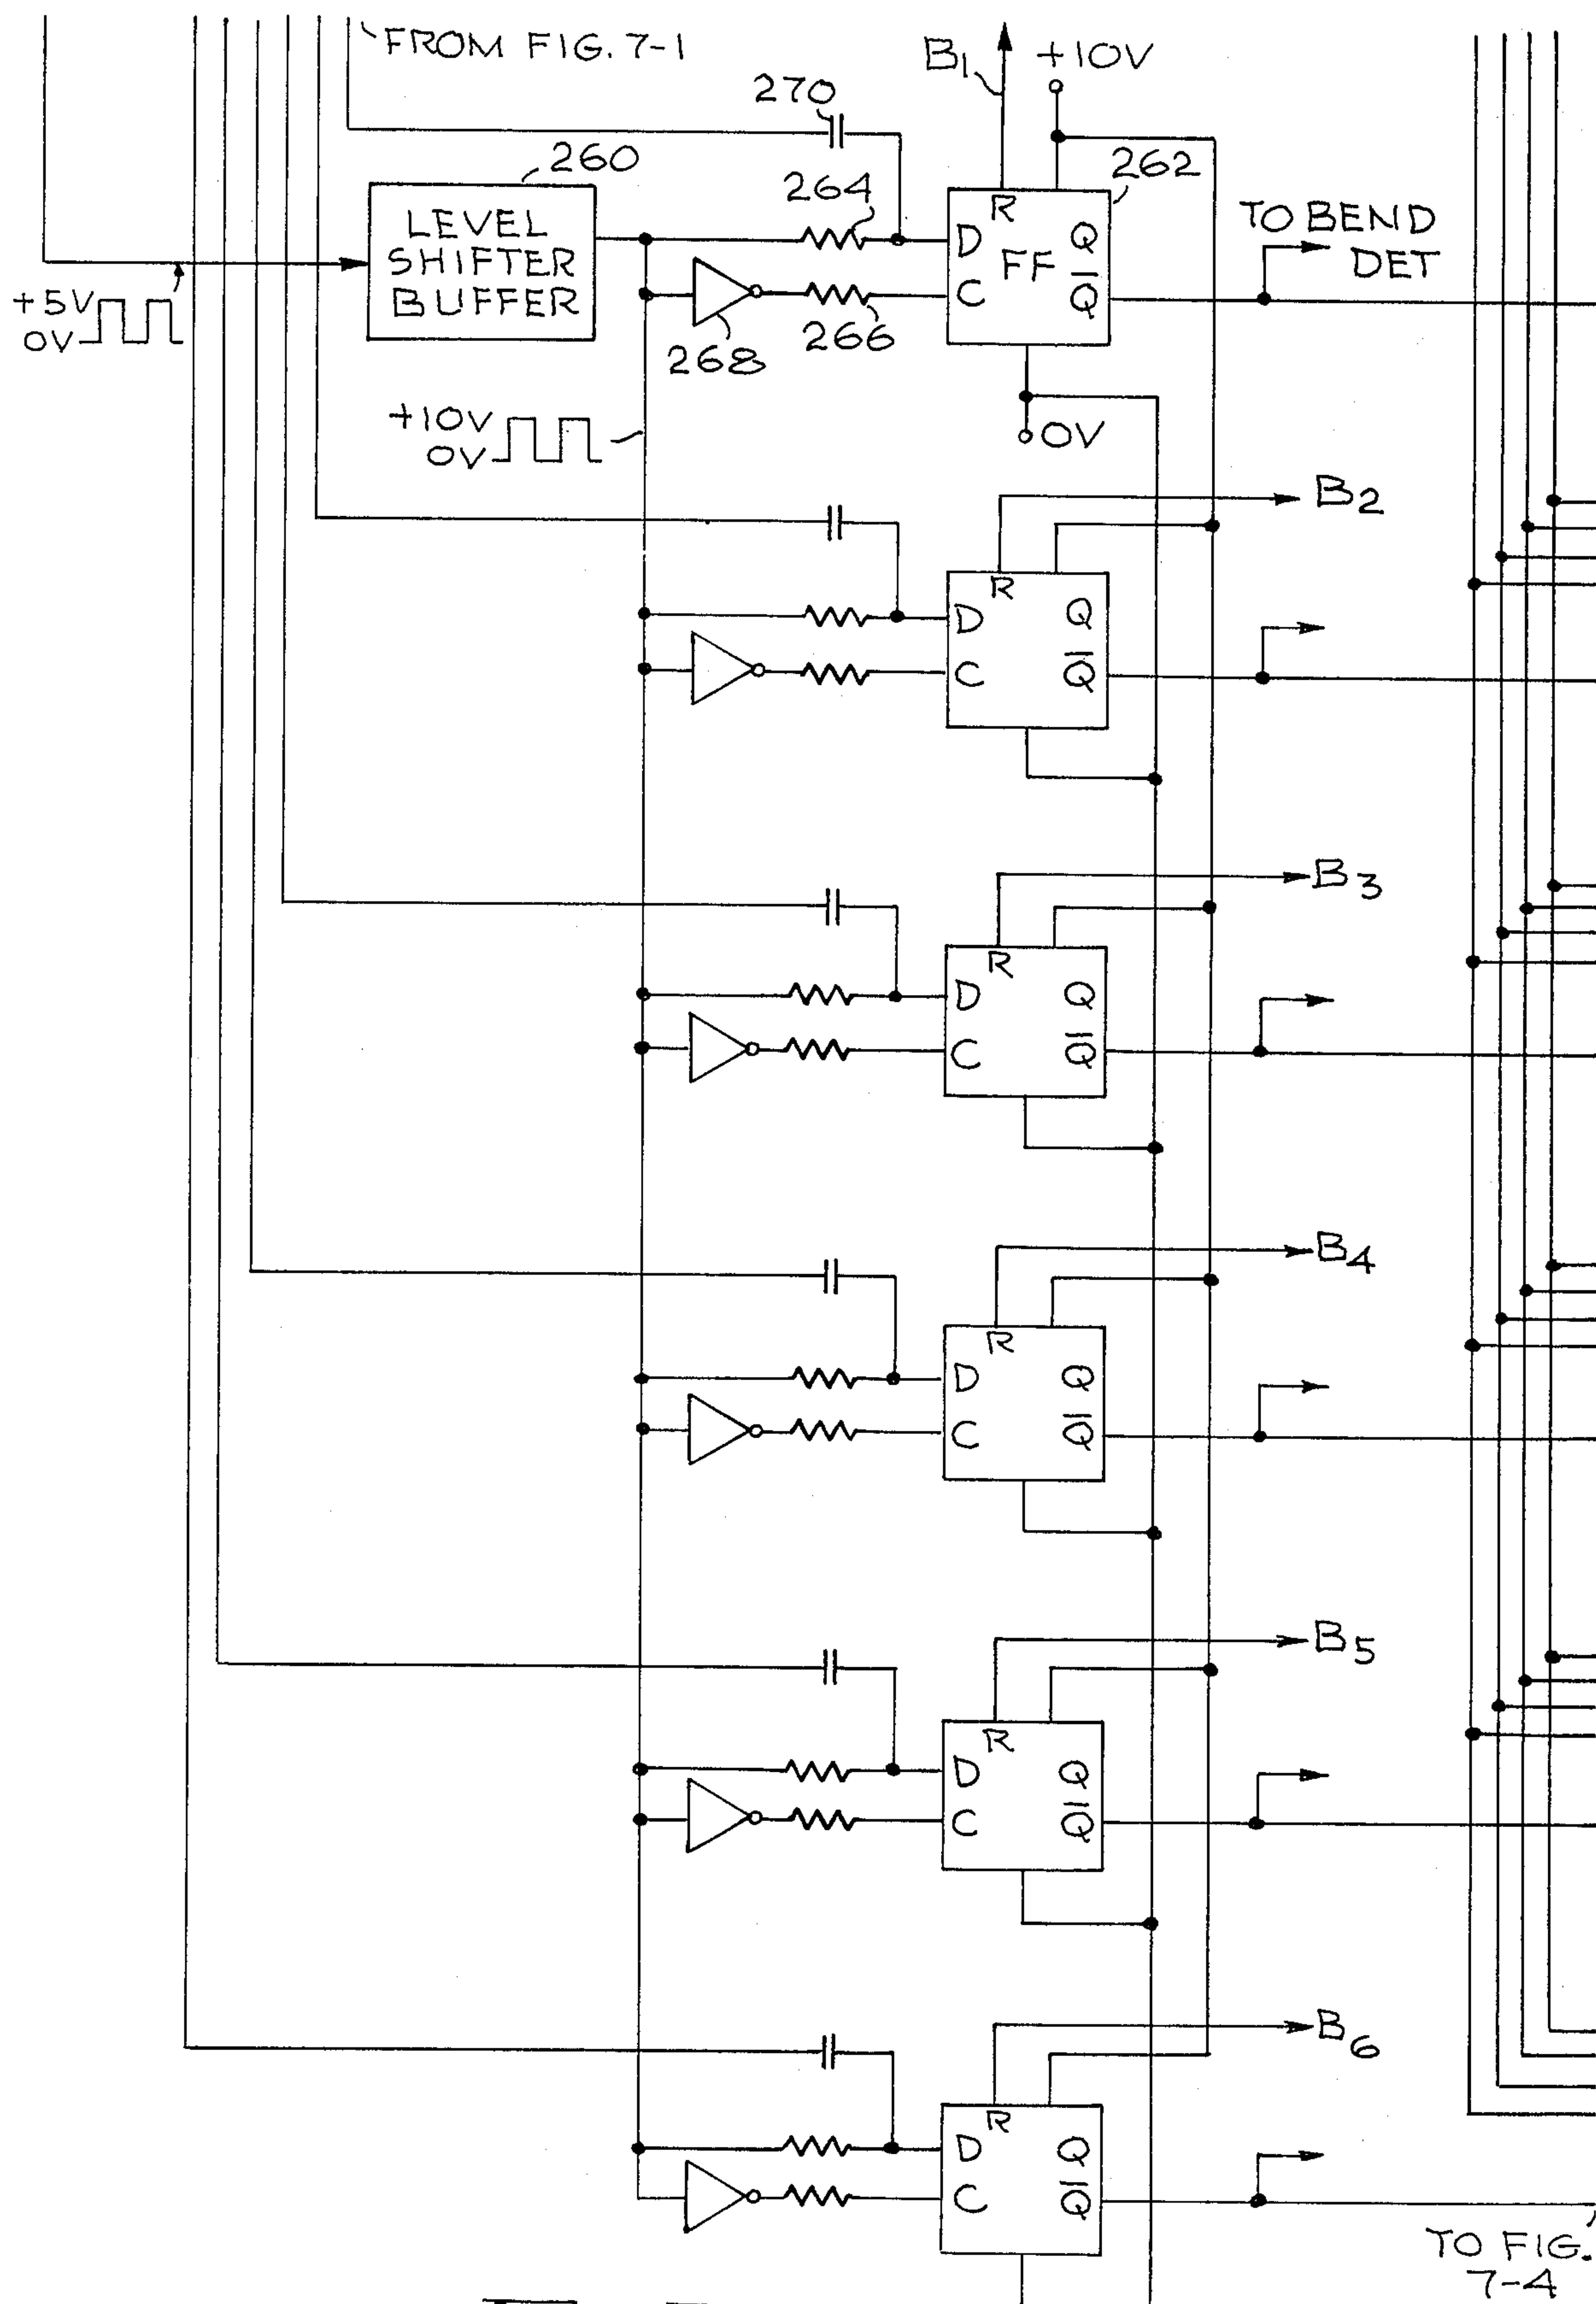 FROM FIG. 7-1
B1
+10V
270
260
264
262
LEVEL
SHIFTER
BUFFER
D
R
FF
Q
C
Q̅
TO BEND
DET
+5V
0V
268
266
+10V
0V
0V
B2
R
D
Q
C
Q̅
B3
R
D
Q
C
Q̅
B4
R
D
Q
C
Q̅
B5
R
D
Q
C
Q̅
B6
R
D
Q
C
Q̅
TO FIG.
7-4